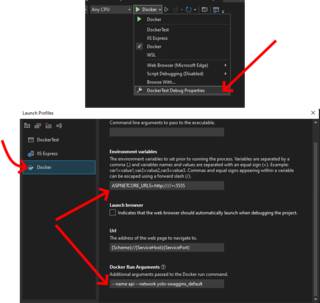 Any CPU
Docker
Docker
DockerTest
IIS Express
Docker
WSL
Web Browser (Microsoft Edge)
Script Debugging (Disabled)
Browse With...
DockerTest Debug Properties
Launch Profiles
DockerTest
IIS Express
Docker
Command line arguments to pass to the executable.
Environment variables
The environment variables to set prior to running the process. Variables are separated by
a comma (,) and variables names and values are separated with an equal sign (=). Example:
var1=value1,var2=value2,var3=value3. Commas and equal signs appearing within a variable
can be escaped using a forward slash (/).
Launch browser
Indicates that the web browser should automatically launch when debugging the project.
Url
The address of the web page to navigate to.
{Scheme}://{ServiceHost}:{ServicePort}
Docker Run Arguments
Additional arguments passed to the Docker run command.
--name api --network